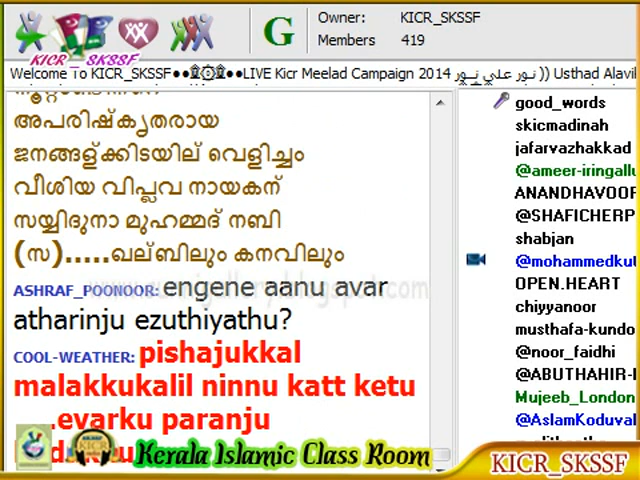 Owner: KICR_SKSSF
Members 419
G
KICR_SKSSF
Welcome To KICR_SKSSF●●۩۞۩●●LIVE Kicr Meelad Campaign 2014 نور علي نور )) Usthad Alavil
അപരിഷ്കൃതരായ
ജനങ്ങള്ക്കിടയില് വെളിച്ചം
വീശിയ വിപ്ലവ നായകന്
സയ്യിദുനാ മുഹമ്മദ് നബി
(സ).....ഖല്ബിലും കനവിലും
ASHRAF_POONOOR: engene aanu avar
atharinju ezuthiyathu?
COOL-WEATHER: pishajukkal
malakkukalil ninnu katt ketu
...evarku paranju
good_words
skicmadinah
jafarvazhakkad
@ameer-iringallu
ANANDHAVOOR
@SHAFICHERP
shabjan
@mohammedkut
OPEN.HEART
chiyyanoor
musthafa-kundo
@noor_faidhi
@ABUTHAHIR-
Mujeeb_London
@AslamKoduval
Kerala Islamic Class Room
KICR_SKSSF